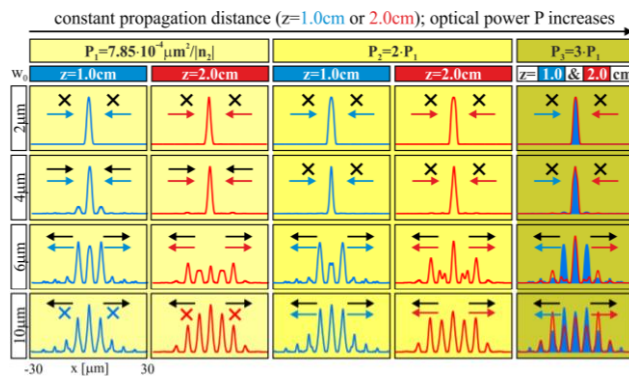 constant propagation distance (z=1.0cm or 2.0cm); optical power P increases
P₁=7.85·10⁻⁴μm²/|n₂| P₂=2·P₁ P₃=3·P₁
w₀ z=1.0cm z=2.0cm z=1.0cm z=2.0cm z= 1.0 & 2.0 cm
2μm
4μm
6μm
10μm
-30 x [μm] 30